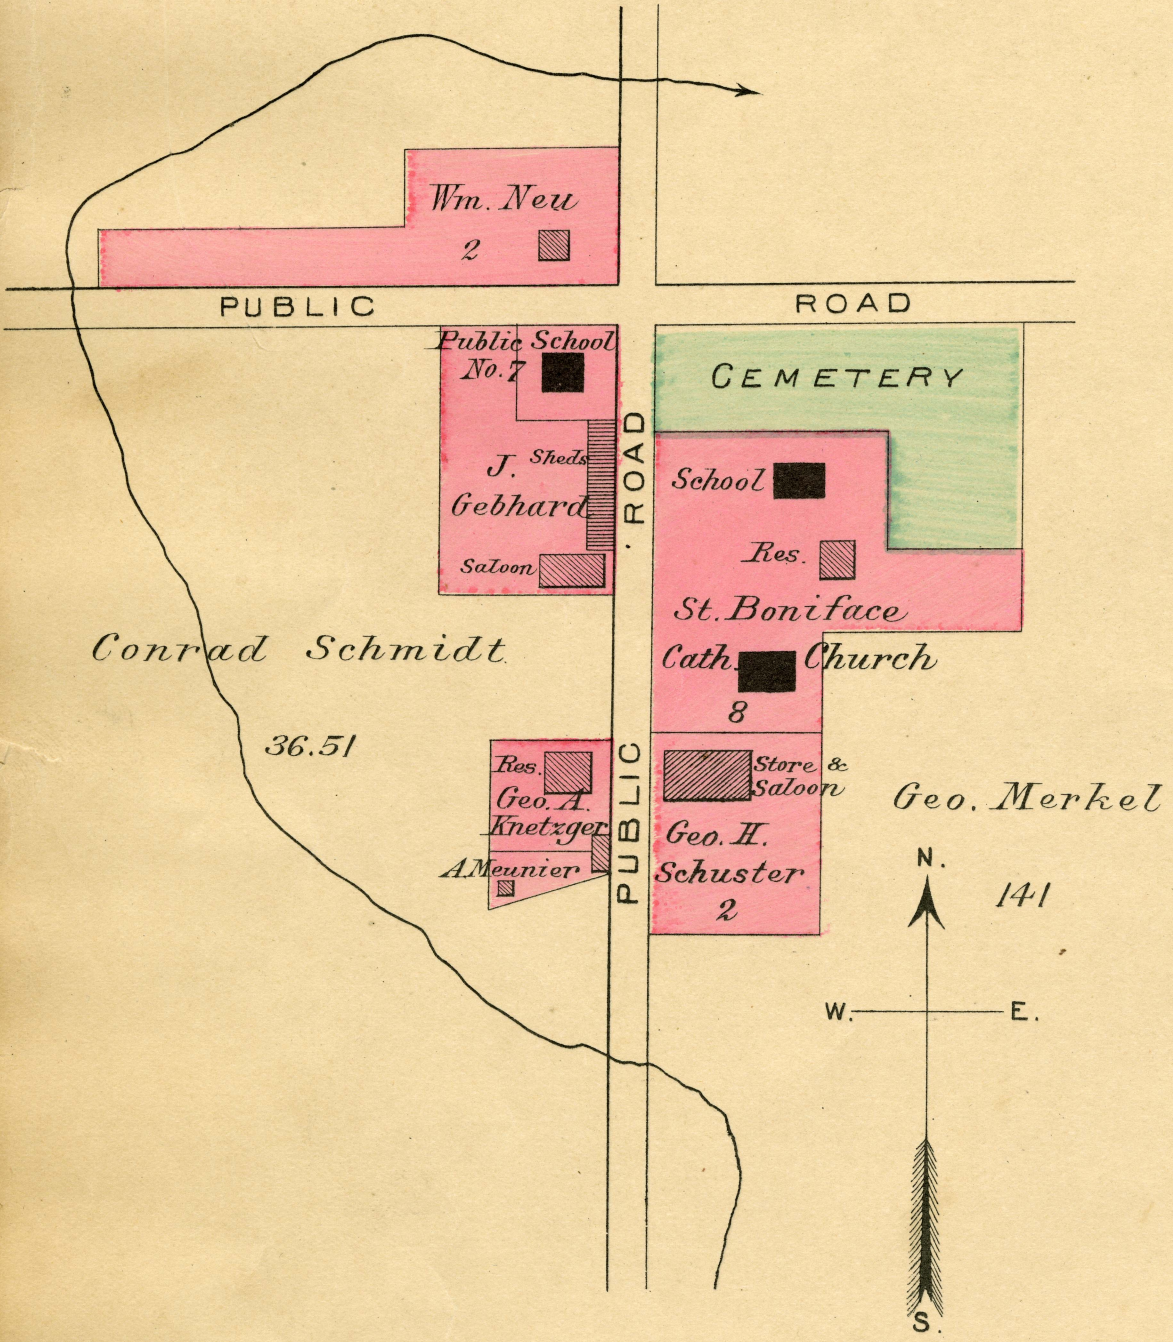 Wm. Neu
2
PUBLIC ROAD
Public School
No. 7
CEMETERY
J. Sheds
Gebhard
Saloon
PUBLIC ROAD
School
Res.
St. Boniface
Cath. Church
8
Conrad Schmidt
36.51
Res.
Geo. A.
Knetzger
A. Meunier
Store &
Saloon
Geo. H.
Schuster
2
Geo. Merkel
141
N.
W. E.
S.